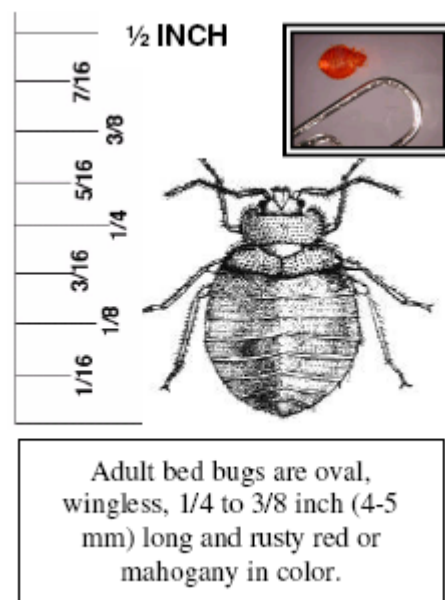 ½ INCH
7/16
3/8
5/16
1/4
3/16
1/8
1/16
Adult bed bugs are oval,
wingless, 1/4 to 3/8 inch (4-5
mm) long and rusty red or
mahogany in color.